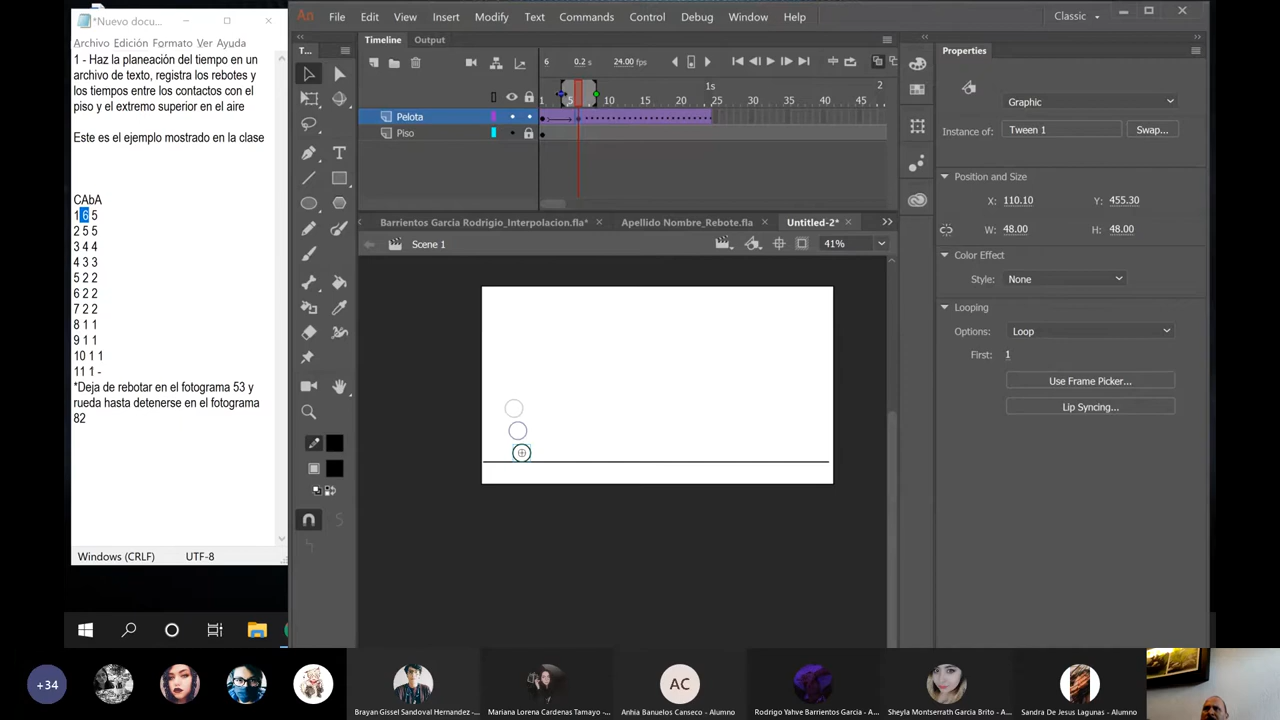 *Nuevo docu...
Archivo Edición Formato Ver Ayuda
1 - Haz la planeación del tiempo en un
archivo de texto, registra los rebotes y
los tiempos entre los contactos con el
piso y el extremo superior en el aire
Este es el ejemplo mostrado en la clase
CAbA
1 6 5
2 5 5
3 4 4
4 3 3
5 2 2
6 2 2
7 2 2
8 1 1
9 1 1
10 1 1
11 1 -
*Deja de rebotar en el fotograma 53 y
rueda hasta detenerse en el fotograma
82
Windows (CRLF) UTF-8
An File Edit View Insert Modify Text Commands Control Debug Window Help Classic
T...
Timeline Output
6 0.2 s 24.00 fps
1s 2
1 5 10 15 20 25 30 35 40 45
Pelota
Piso
Barrientos Garcia Rodrigio_Interpolacion.fla* Apellido Nombre_Rebote.fla Untitled-2*
Scene 1 41%
Properties
Graphic
Instance of: Tween 1 Swap...
Position and Size
X: 110.10 Y: 455.30
W: 48.00 H: 48.00
Color Effect
Style: None
Looping
Options: Loop
First: 1
Use Frame Picker...
Lip Syncing...
+34
AC
Brayan Gissel Sandoval Hernandez - ...
Mariana Lorena Cardenas Tamayo - ...
Anhia Banuelos Canseco - Alumno
Rodrigo Yahve Barrientos Garcia - A...
Sheyla Montserrath Garcia Brito - A...
Sandra De Jesus Lagunas - Alumno